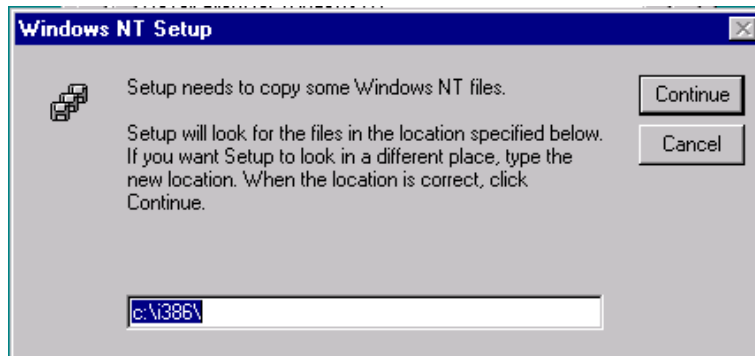 Windows NT Setup
Setup needs to copy some Windows NT files.
Continue
Setup will look for the files in the location specified below.
If you want Setup to look in a different place, type the
new location. When the location is correct, click
Continue.
Cancel
c:\i386\